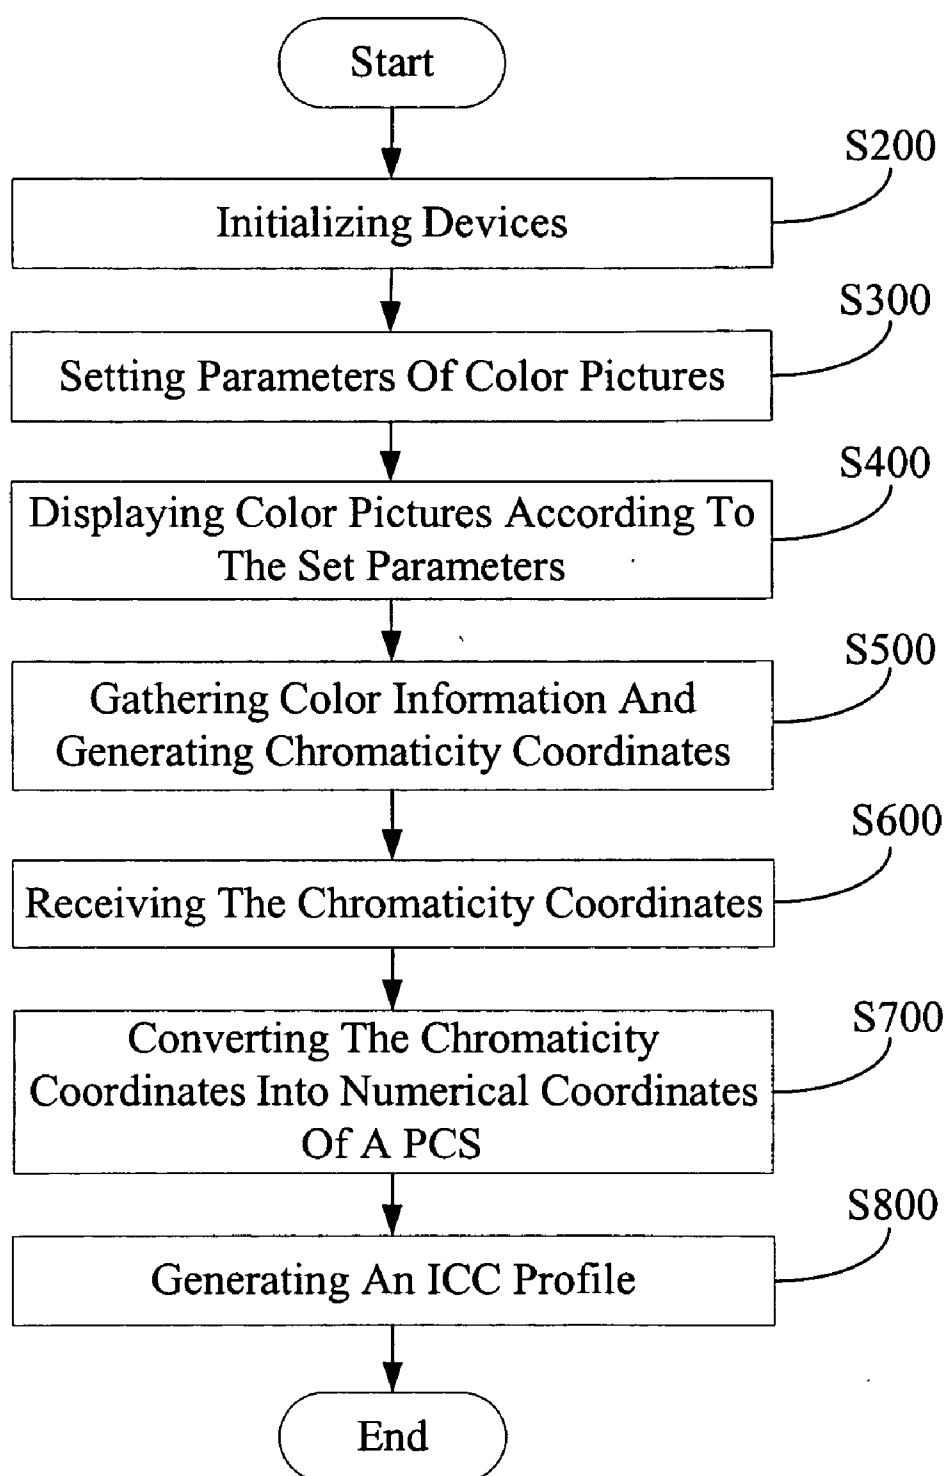 Start
S200
Initializing Devices
S300
Setting Parameters Of Color Pictures
S400
Displaying Color Pictures According To
The Set Parameters
S500
Gathering Color Information And
Generating Chromaticity Coordinates
S600
Receiving The Chromaticity Coordinates
S700
Converting The Chromaticity
Coordinates Into Numerical Coordinates
Of A PCS
S800
Generating An ICC Profile
End